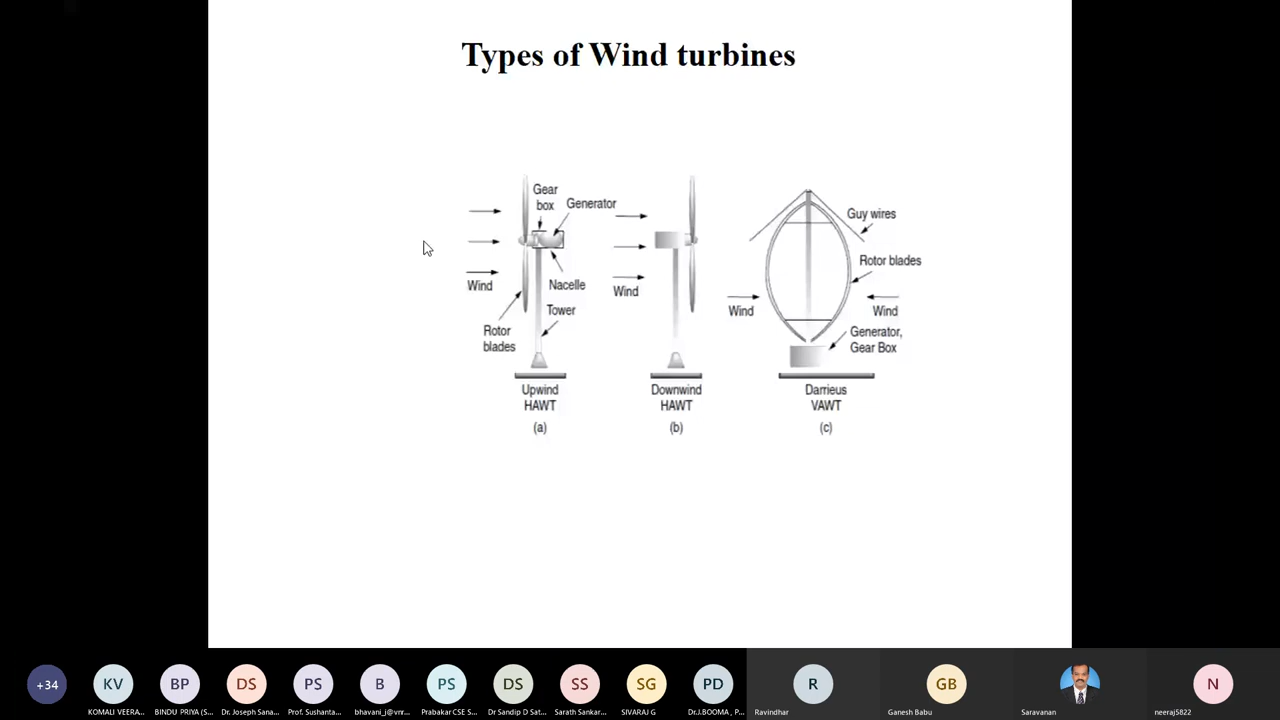 Types of Wind turbines
Gear
box
Generator
Wind
Nacelle
Tower
Rotor
blades
Upwind
HAWT
(a)
Wind
Downwind
HAWT
(b)
Guy wires
Rotor blades
Wind
Wind
Generator,
Gear Box
Darrieus
VAWT
(c)
+34
KV
BP
DS
PS
B
PS
DS
SS
SG
PD
R
GB
N
KOMALI VEERA...
BINDU PRIYA (S...
Dr. Joseph Sana...
Prof. Sushanta...
bhavani_j@vnr...
Prabakar CSE S...
Dr Sandip D Sat...
Sarath Sankar...
SIVARAJ G
Dr.J.BOOMA , P...
Ravindhar
Ganesh Babu
Saravanan
neeraj5822